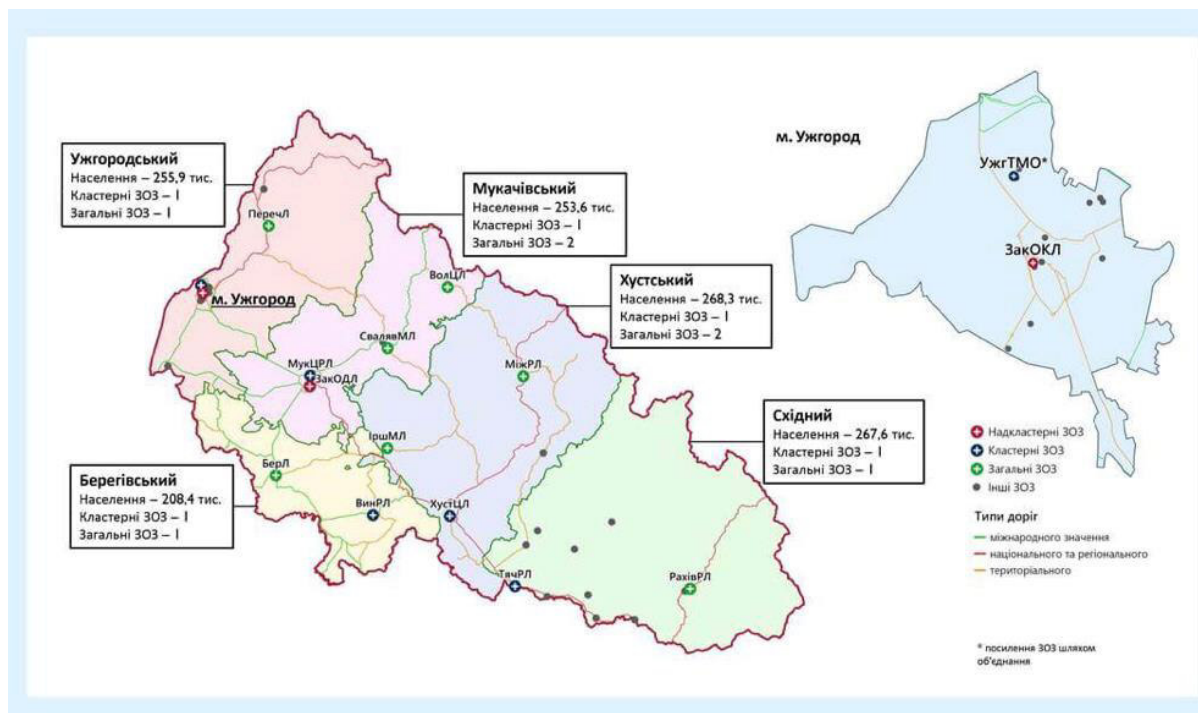 Ужгородський
Населення – 255,9 тис.
Кластерні ЗОЗ – 1
Загальні ЗОЗ – 1
Мукачівський
Населення – 253,6 тис.
Кластерні ЗОЗ – 1
Загальні ЗОЗ – 2
Хустський
Населення – 268,3 тис.
Кластерні ЗОЗ – 1
Загальні ЗОЗ – 2
Східний
Населення – 267,6 тис.
Кластерні ЗОЗ – 1
Загальні ЗОЗ – 1
Берегівський
Населення – 208,4 тис.
Кластерні ЗОЗ – 1
Загальні ЗОЗ – 1
ПеречЛ
м. Ужгород
ВолЦЛ
СвалявМЛ
МукЦРЛ
ЗакОДЛ
МіжРЛ
ІршМЛ
БерЛ
ВинРЛ
ХустЦЛ
ТячРЛ
РахівРЛ
м. Ужгород
УжгТМО*
ЗакОКЛ
Надкластерні ЗОЗ
Кластерні ЗОЗ
Загальні ЗОЗ
Інші ЗОЗ
Типи доріг
міжнародного значення
національного та регіонального
територіального
* посилення ЗОЗ шляхом
об'єднання